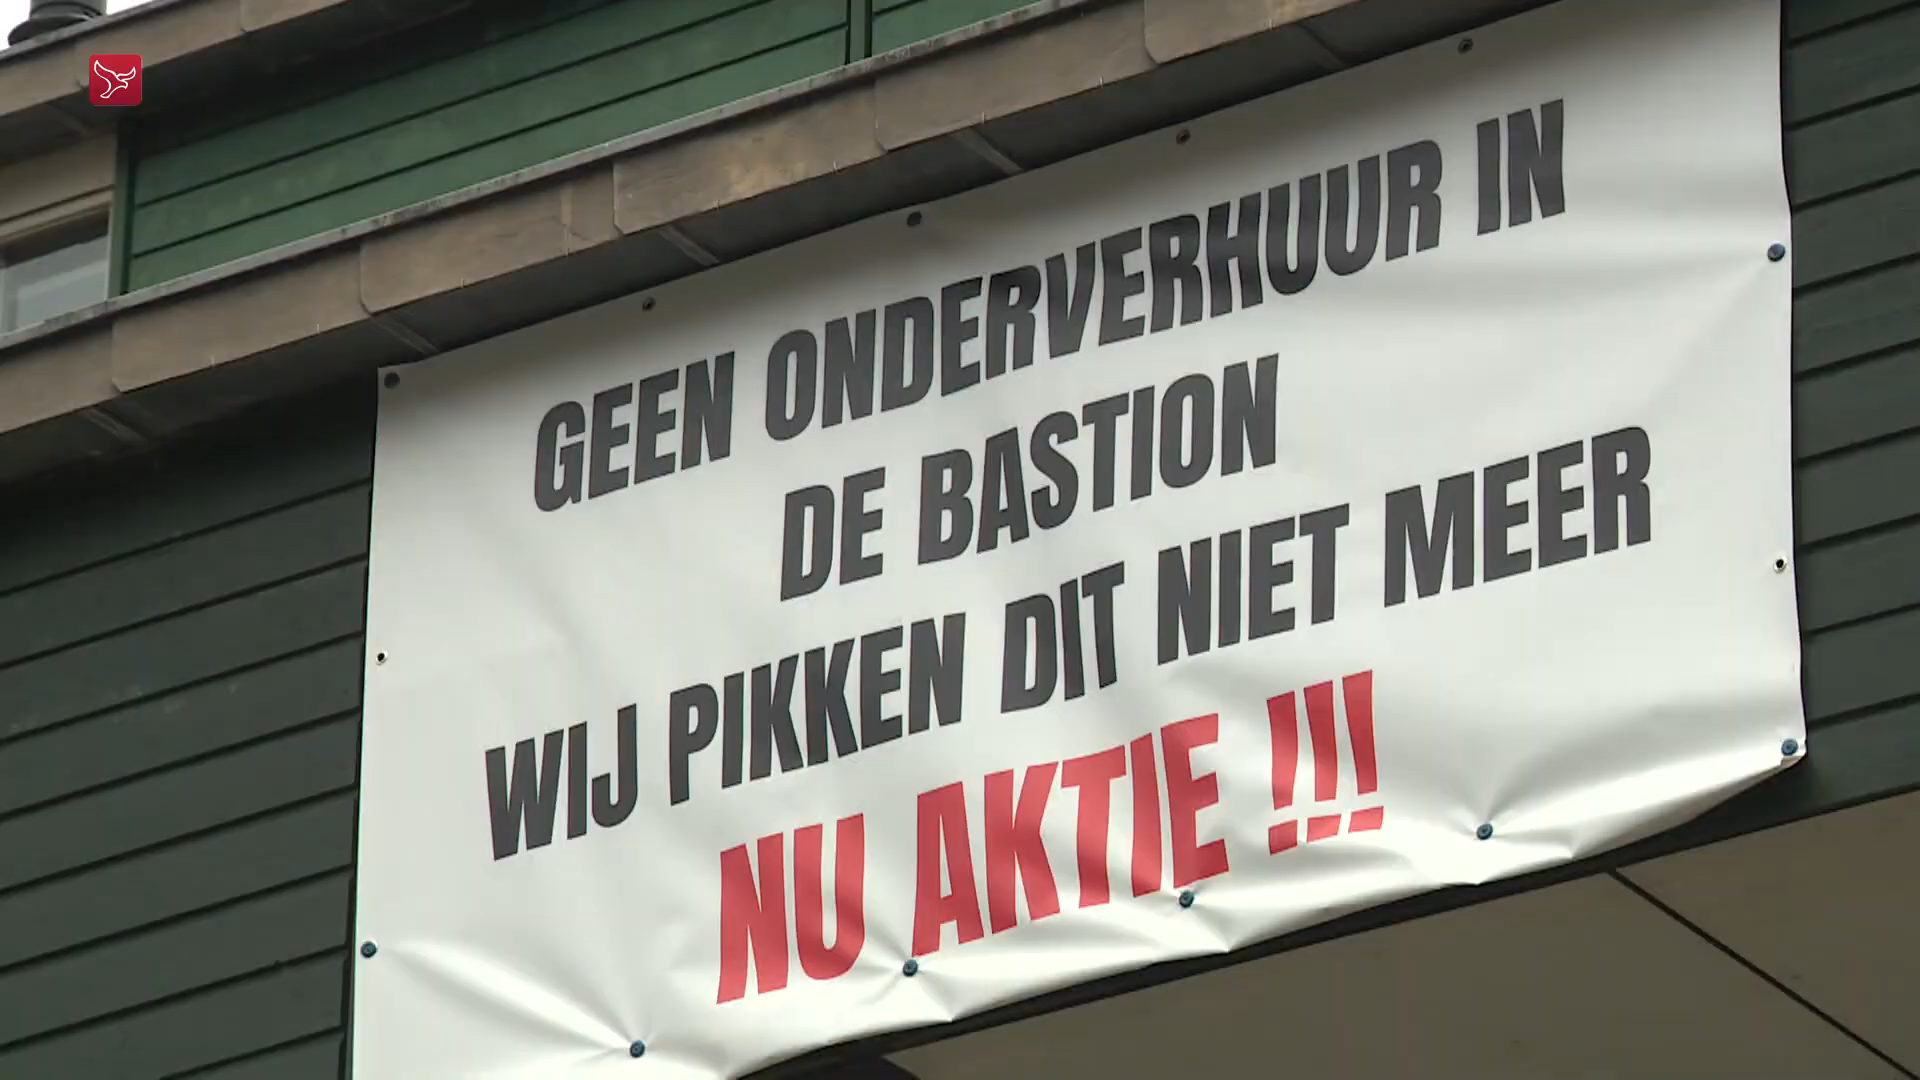 GEEN ONDERVERHUUR IN
DE BASTION
WIJ PIKKEN DIT NIET MEER
NU AKTIE !!!